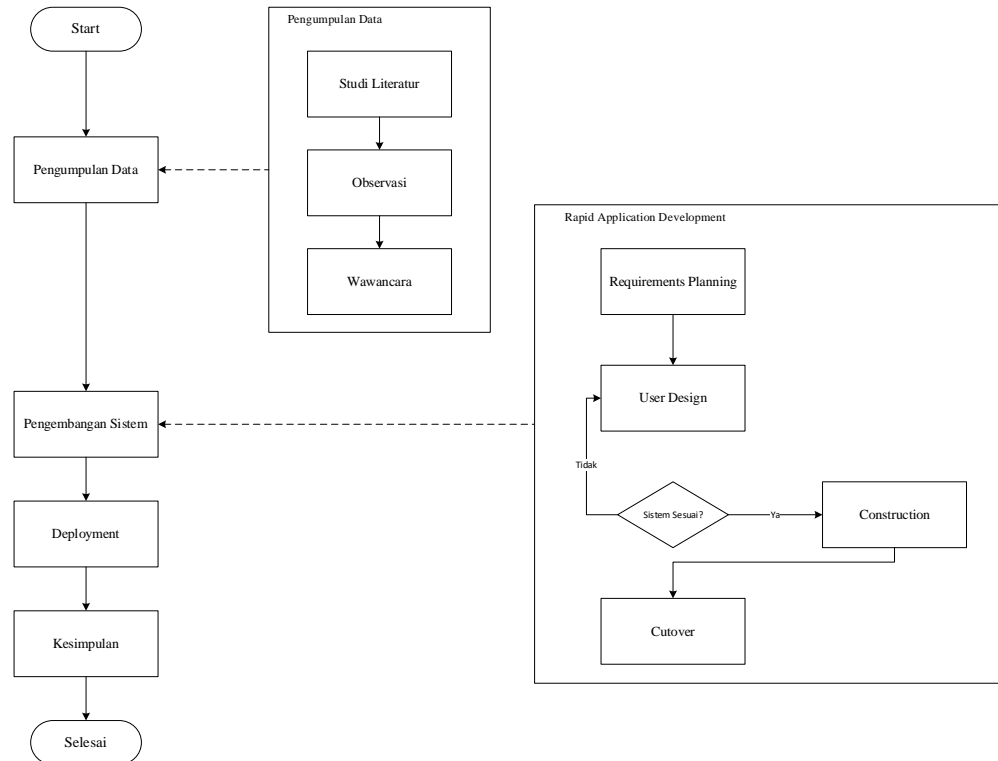 Start
Pengumpulan Data
Pengembangan Sistem
Deployment
Kesimpulan
Selesai
Pengumpulan Data
Studi Literatur
Observasi
Wawancara
Rapid Application Development
Requirements Planning
User Design
Tidak
Sistem Sesuai?
Ya
Construction
Cutover